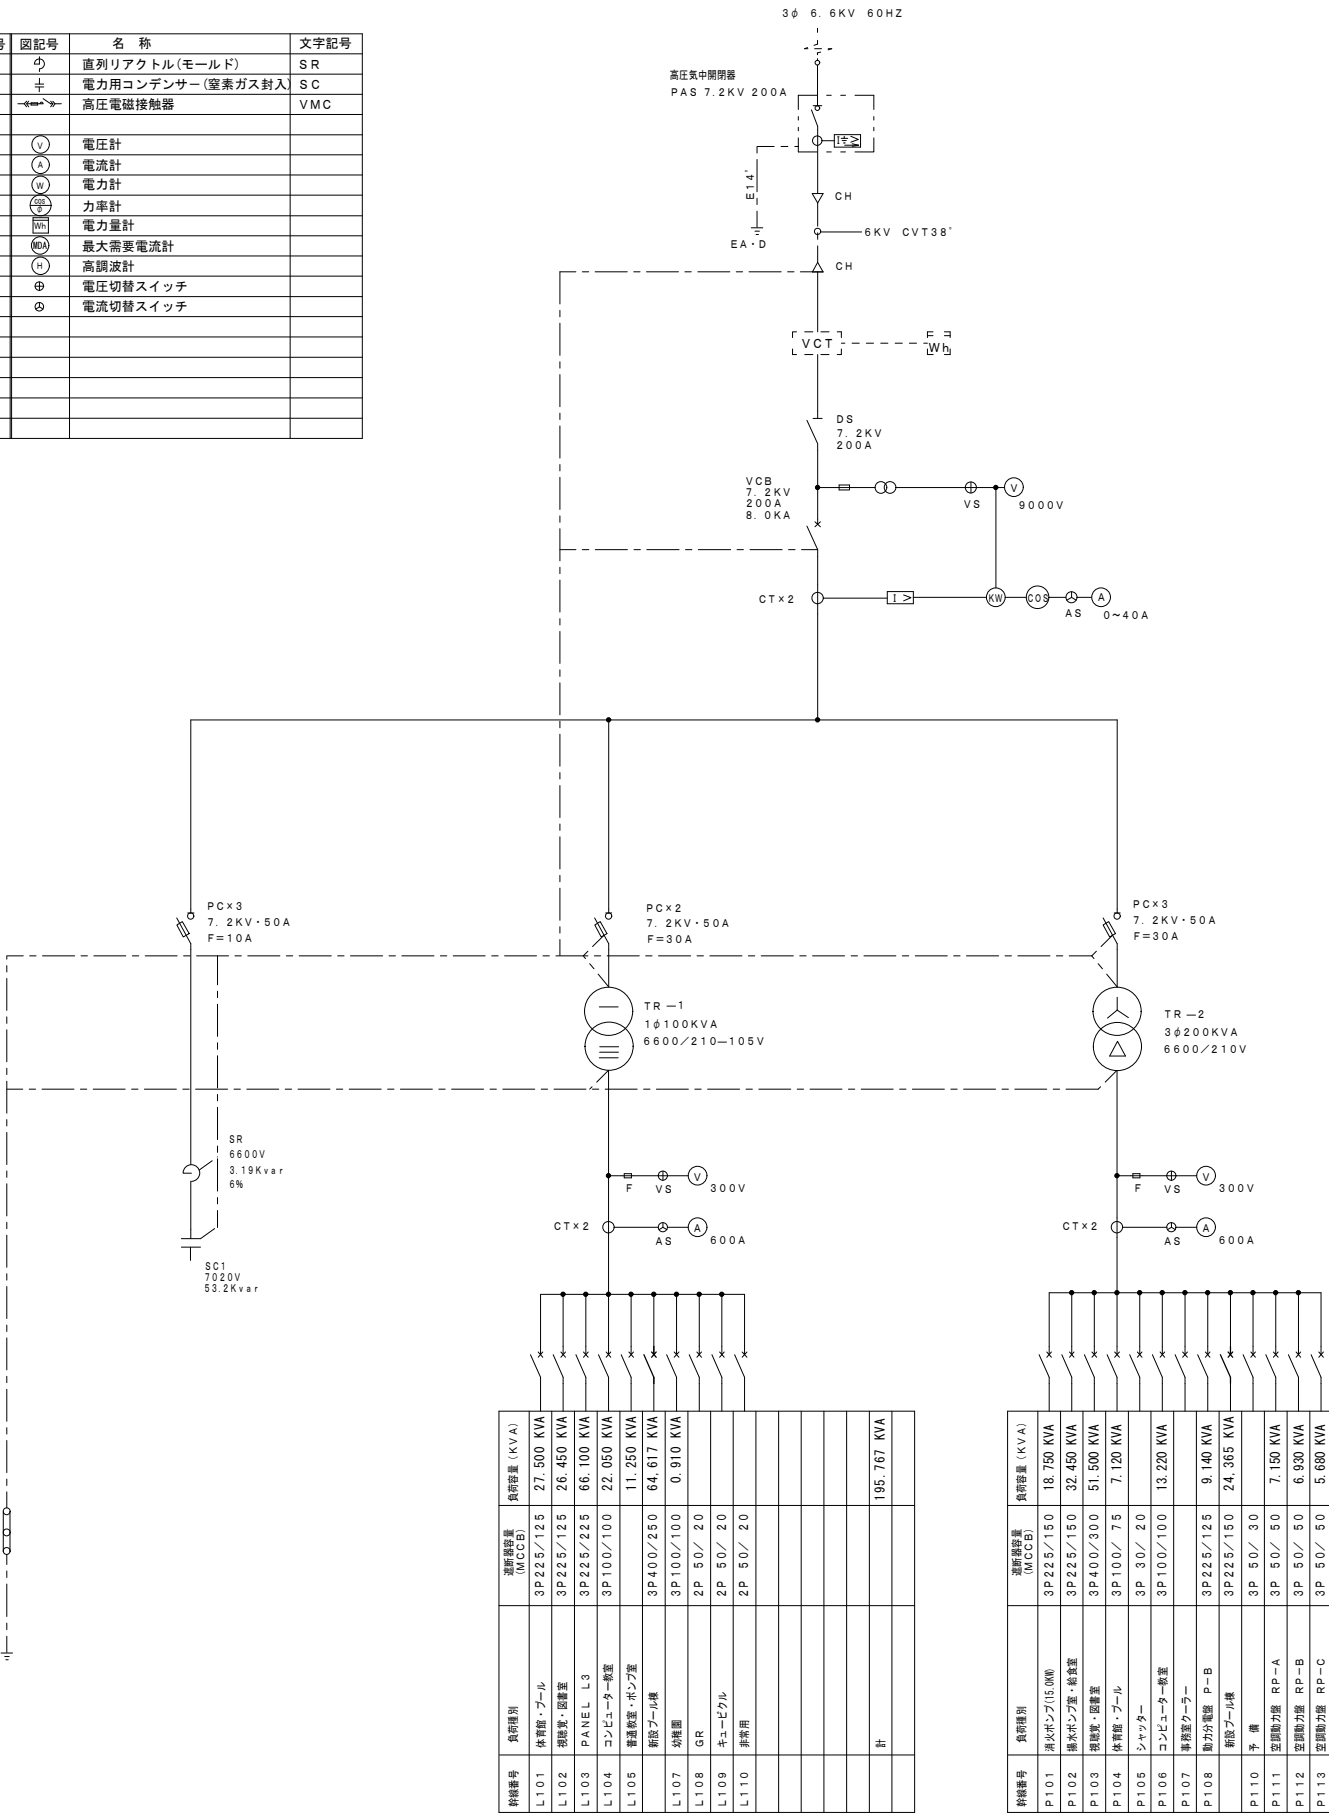 3φ 6.6KV 60HZ
号 図記号 名 称 文字記号
直列リアクトル(モールド) SR
電力用コンデンサー(窒素ガス封入) SC
高圧電磁接触器 VMC
V 電圧計
A 電流計
W 電力計
cosφ 力率計
Wh 電力量計
MDA 最大需要電流計
H 高調波計
電圧切替スイッチ
電流切替スイッチ
高圧気中開閉器
PAS 7.2KV 200A
E14°
EA・D
CH
6KV CVT38°
CH
VCT
Wh
DS
7.2KV
200A
VCB
7.2KV
200A
8.0KA
VS
V
9000V
CT×2
I >
KW
COS
AS
A
0~40A
PC×3
7.2KV・50A
F=10A
PC×2
7.2KV・50A
F=30A
PC×3
7.2KV・50A
F=30A
TR−1
1φ100KVA
6600/210−105V
TR−2
3φ200KVA
6600/210V
SR
6600V
3.19Kvar
6%
SC1
7020V
53.2Kvar
F VS V 300V
CT×2 AS A 600A
F VS V 300V
CT×2 AS A 600A
幹線番号 負荷種別 遮断器容量(MCCB) 負荷容量(KVA)
L101 体育館・プール 3P225/125 27.500 KVA
L102 視聴覚・図書室 3P225/125 26.450 KVA
L103 PANEL L3 3P225/225 66.100 KVA
L104 コンピューター教室 3P100/100 22.050 KVA
L105 普通教室・ポンプ室 11.250 KVA
新設プール棟 3P400/250 64,617 KVA
L107 幼稚園 3P100/100 0.910 KVA
L108 GR 2P 50/ 20
L109 キュービクル 2P 50/ 20
L110 非常用 2P 50/ 20
計 195.767 KVA
幹線番号 負荷種別 遮断器容量(MCCB) 負荷容量(KVA)
P101 消火ポンプ(15.0KW) 3P225/150 18.750 KVA
P102 揚水ポンプ室・給食室 3P225/150 32.450 KVA
P103 視聴覚・図書室 3P400/300 51.500 KVA
P104 体育館・プール 3P100/ 75 7.120 KVA
P105 シャッター 3P 30/ 20
P106 コンピューター教室 3P100/100 13.220 KVA
P107 事務室クーラー
P108 動力分電盤 P−B 3P225/125 9.140 KVA
新設プール棟 3P225/150 24,365 KVA
P110 予 備 3P 50/ 30
P111 空調動力盤 RP−A 3P 50/ 50 7.150 KVA
P112 空調動力盤 RP−B 3P 50/ 50 6.930 KVA
P113 空調動力盤 RP−C 3P 50/ 50 5.680 KVA